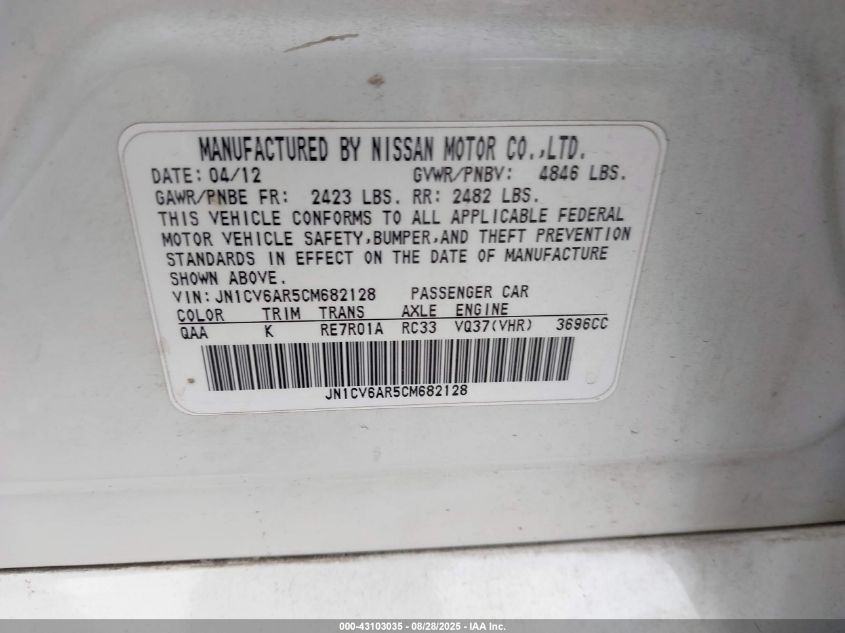 MANUFACTURED BY NISSAN MOTOR CO.,LTD.
DATE: 04/12 GVWR/PNBV: 4846 LBS.
GAWR/PNBE FR: 2423 LBS. RR: 2482 LBS.
THIS VEHICLE CONFORMS TO ALL APPLICABLE FEDERAL
MOTOR VEHICLE SAFETY,BUMPER,AND THEFT PREVENTION
STANDARDS IN EFFECT ON THE DATE OF MANUFACTURE
SHOWN ABOVE.
VIN:JN1CV6AR5CM682128 PASSENGER CAR
COLOR TRIM TRANS AXLE ENGINE
QAA K RE7R01A RC33 VQ37(VHR) 3696CC
JN1CV6AR5CM682128
000-43103035 - 08/28/2025 - IAA Inc.